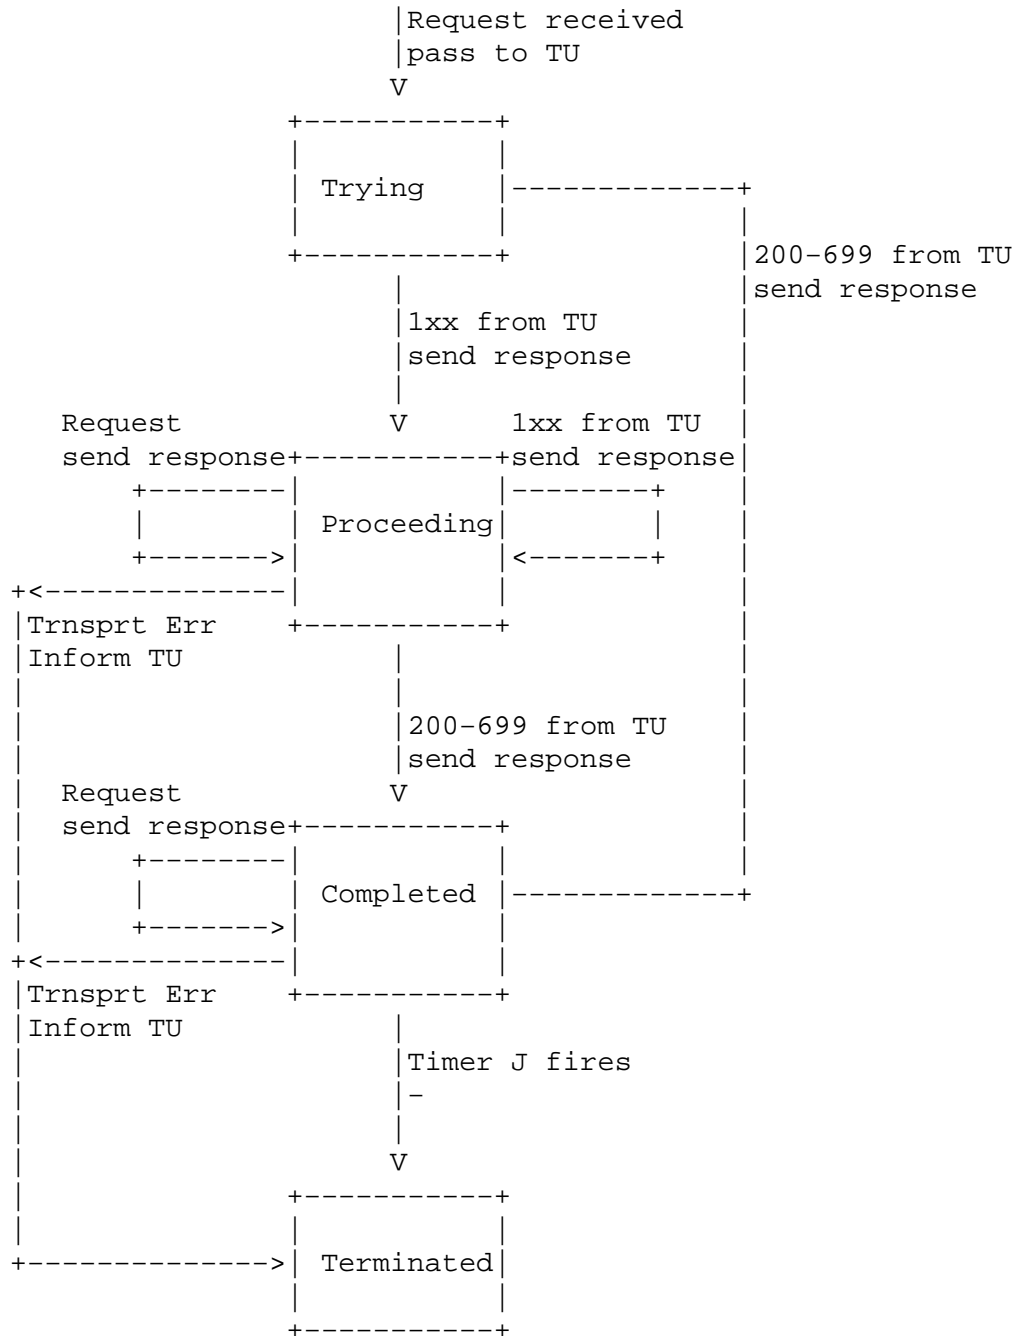 Request received
pass to TU
Trying
200-699 from TU
send response
1xx from TU
send response
Request
1xx from TU
send response
send response
Proceeding
Trnsprt Err
Inform TU
200-699 from TU
send response
Request
send response
Completed
Trnsprt Err
Inform TU
Timer J fires
-
Terminated